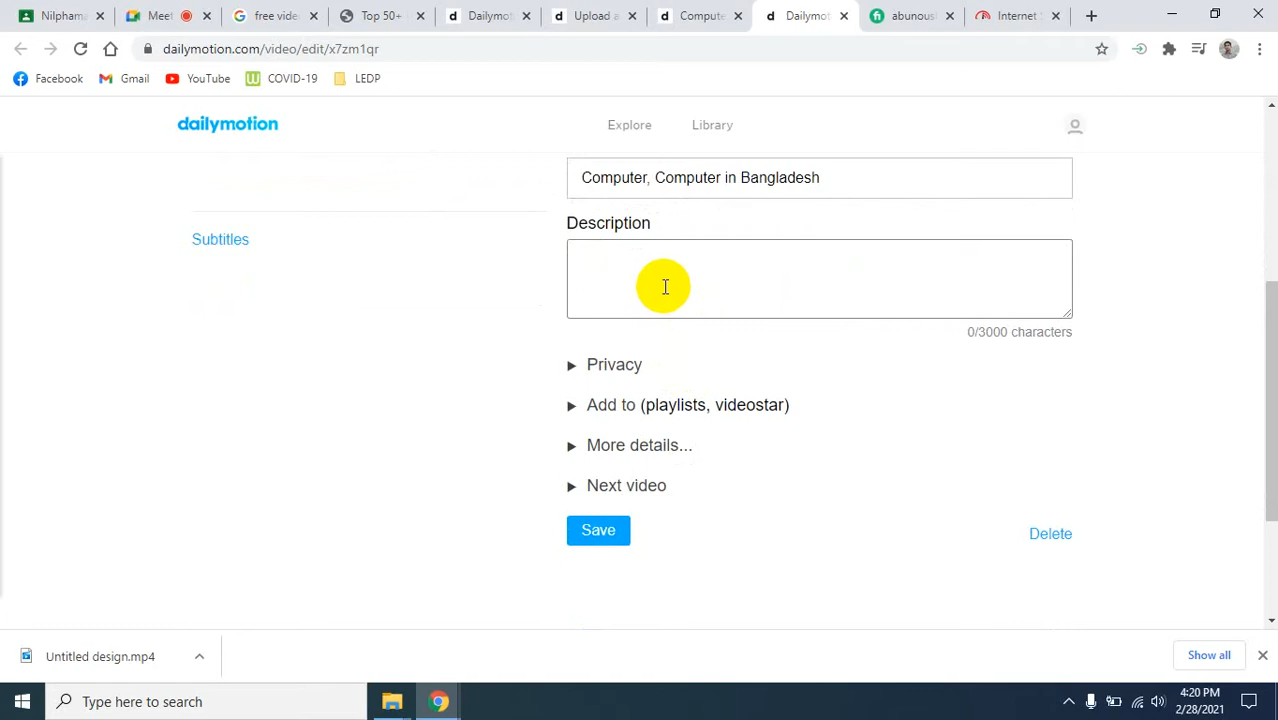 Nilphama
Meet
free vide
Top 50+
Dailymot
Upload a
Compute
Dailymot
abunous
Internet
dailymotion.com/video/edit/x7zm1qr
Facebook
Gmail
YouTube
COVID-19
LEDP
dailymotion
Explore
Library
Computer, Computer in Bangladesh
Description
Subtitles
0/3000 characters
Privacy
Add to (playlists, videostar)
More details...
Next video
Save
Delete
Untitled design.mp4
Show all
Type here to search
4:20 PM
2/28/2021